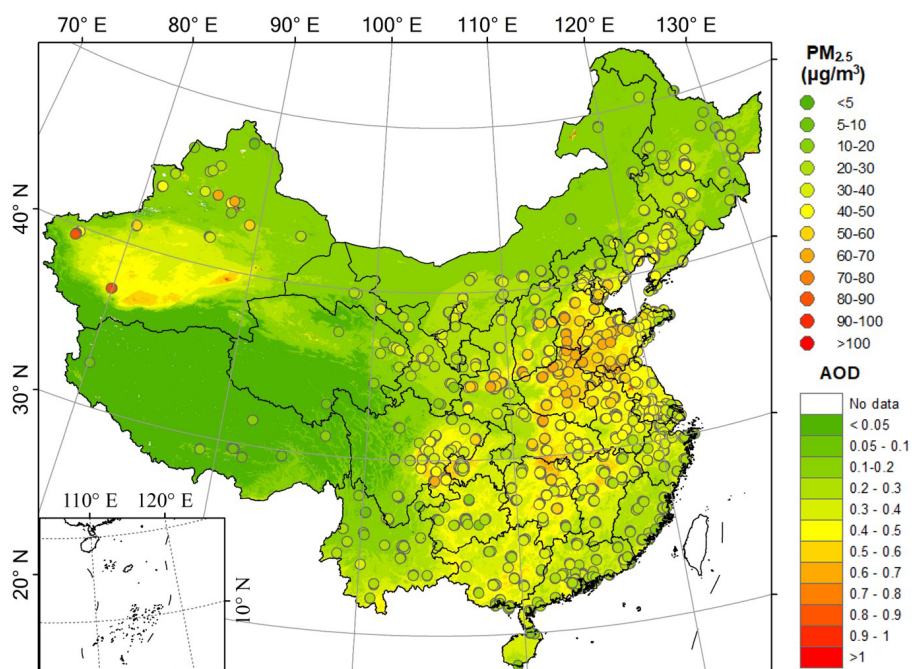 70° E 80° E 90° E 100° E 110° E 120° E 130° E
40° N
30° N
20° N
110° E 120° E
10° N
PM2.5
(μg/m³)
<5
5-10
10-20
20-30
30-40
40-50
50-60
60-70
70-80
80-90
90-100
>100
AOD
No data
< 0.05
0.05 - 0.1
0.1-0.2
0.2 - 0.3
0.3 - 0.4
0.4 - 0.5
0.5 - 0.6
0.6 - 0.7
0.7 - 0.8
0.8 - 0.9
0.9 - 1
>1